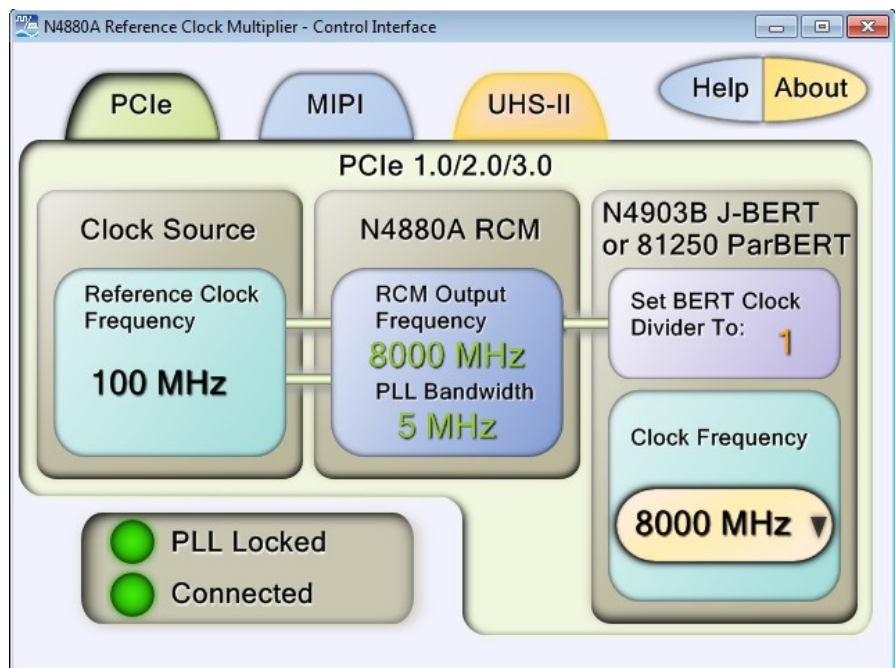 N4880A Reference Clock Multiplier - Control Interface
PCIe
MIPI
UHS-II
Help
About
PCIe 1.0/2.0/3.0
Clock Source
Reference Clock
Frequency
100 MHz
N4880A RCM
RCM Output
Frequency
8000 MHz
PLL Bandwidth
5 MHz
N4903B J-BERT
or 81250 ParBERT
Set BERT Clock
Divider To:
1
Clock Frequency
8000 MHz
PLL Locked
Connected